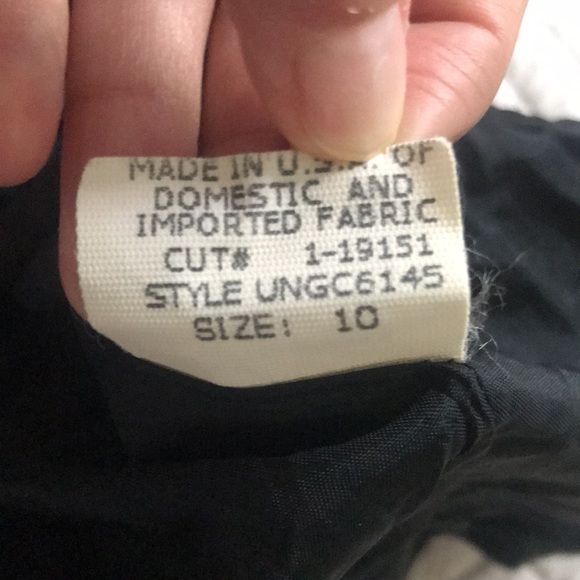 MADE IN U.S.A. OF
DOMESTIC AND
IMPORTED FABRIC
CUT# 1-19151
STYLE UNGC6145
SIZE: 10